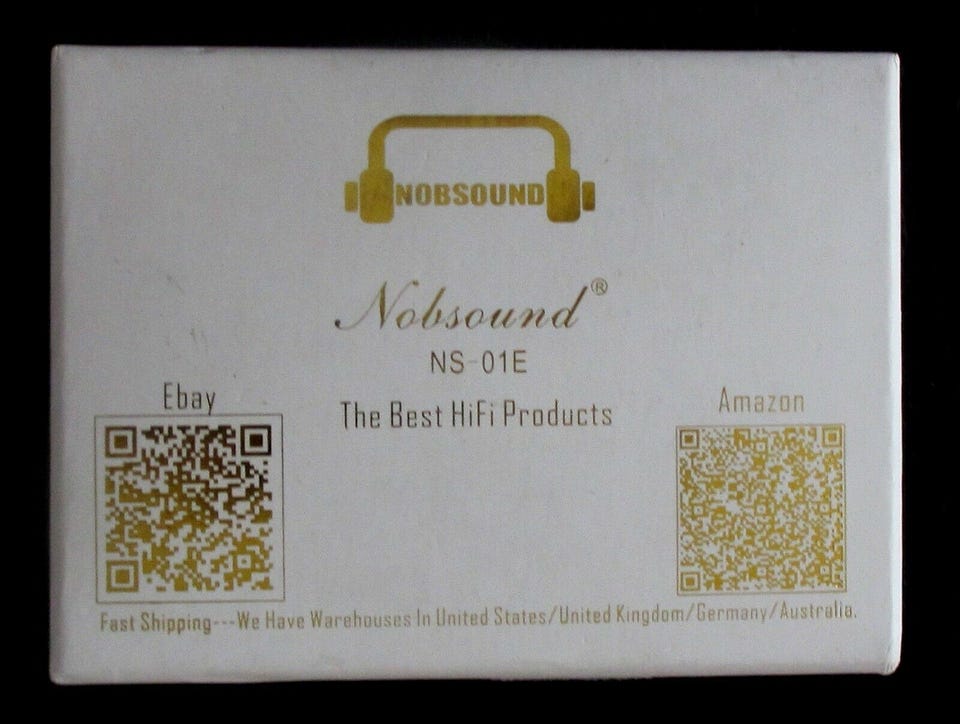 NOBSOUND
Nobsound®
NS-01E
The Best HiFi Products
Ebay
Amazon
Fast Shipping---We Have Warehouses In United States/United Kingdom/Germany/Australia.